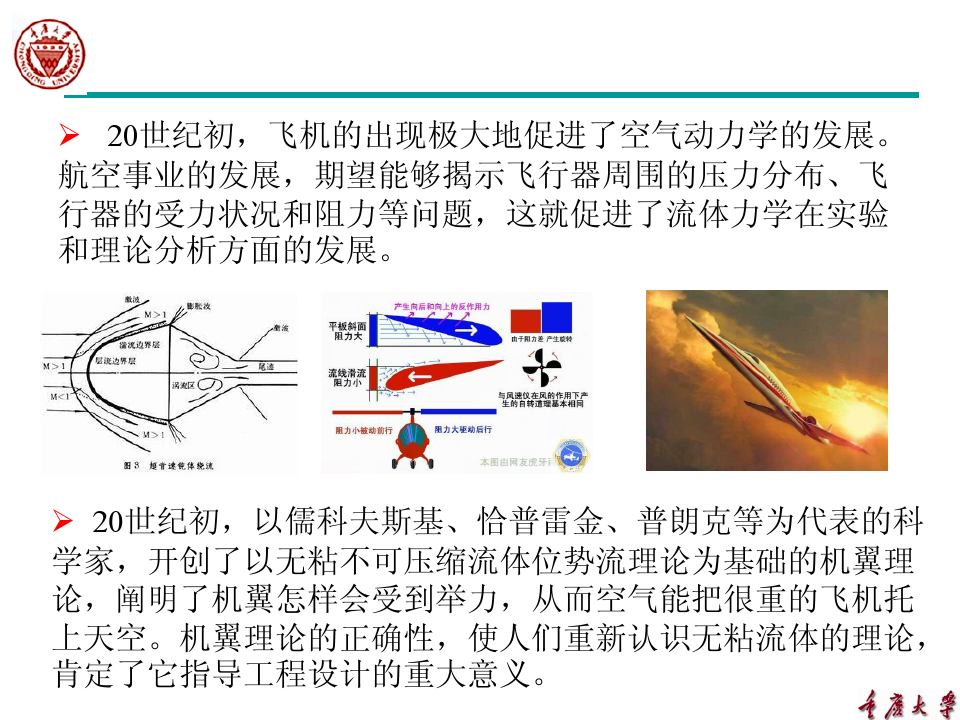 重庆大学
1929
CHONGQING UNIVERSITY
20世纪初，飞机的出现极大地促进了空气动力学的发展。
航空事业的发展，期望能够揭示飞行器周围的压力分布、飞
行器的受力状况和阻力等问题，这就促进了流体力学在实验
和理论分析方面的发展。
激波
M>1
膨胀波
湍流边界层
层流边界层
激波
M>1
尾迹
涡流区
M<1
M>1
图3 超音速钝体绕流
产生向后和向上的反作用力
平板斜面
阻力大
由于阻力差 产生旋转
流线滑流
阻力小
与风速仪在风的作用下产
生的自转道理基本相同
阻力小被动前行
阻力大驱动后行
本图由网友虎牙
20世纪初，以儒科夫斯基、恰普雷金、普朗克等为代表的科
学家，开创了以无粘不可压缩流体位势流理论为基础的机翼理
论，阐明了机翼怎样会受到举力，从而空气能把很重的飞机托
上天空。机翼理论的正确性，使人们重新认识无粘流体的理论，
肯定了它指导工程设计的重大意义。
重庆大学